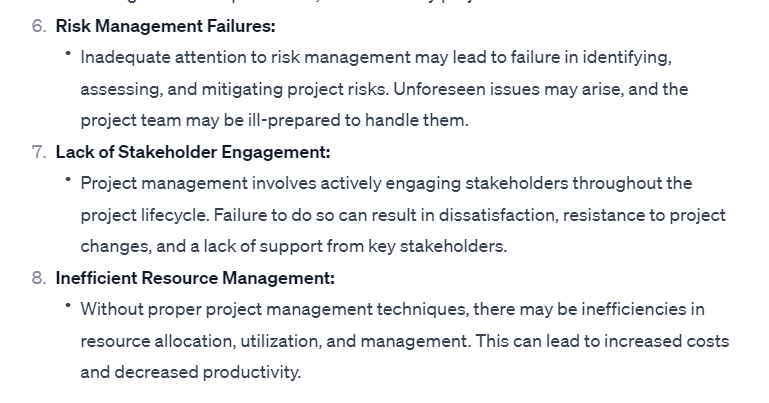 6. Risk Management Failures:
• Inadequate attention to risk management may lead to failure in identifying,
assessing, and mitigating project risks. Unforeseen issues may arise, and the
project team may be ill-prepared to handle them.
7. Lack of Stakeholder Engagement:
• Project management involves actively engaging stakeholders throughout the
project lifecycle. Failure to do so can result in dissatisfaction, resistance to project
changes, and a lack of support from key stakeholders.
8. Inefficient Resource Management:
• Without proper project management techniques, there may be inefficiencies in
resource allocation, utilization, and management. This can lead to increased costs
and decreased productivity.